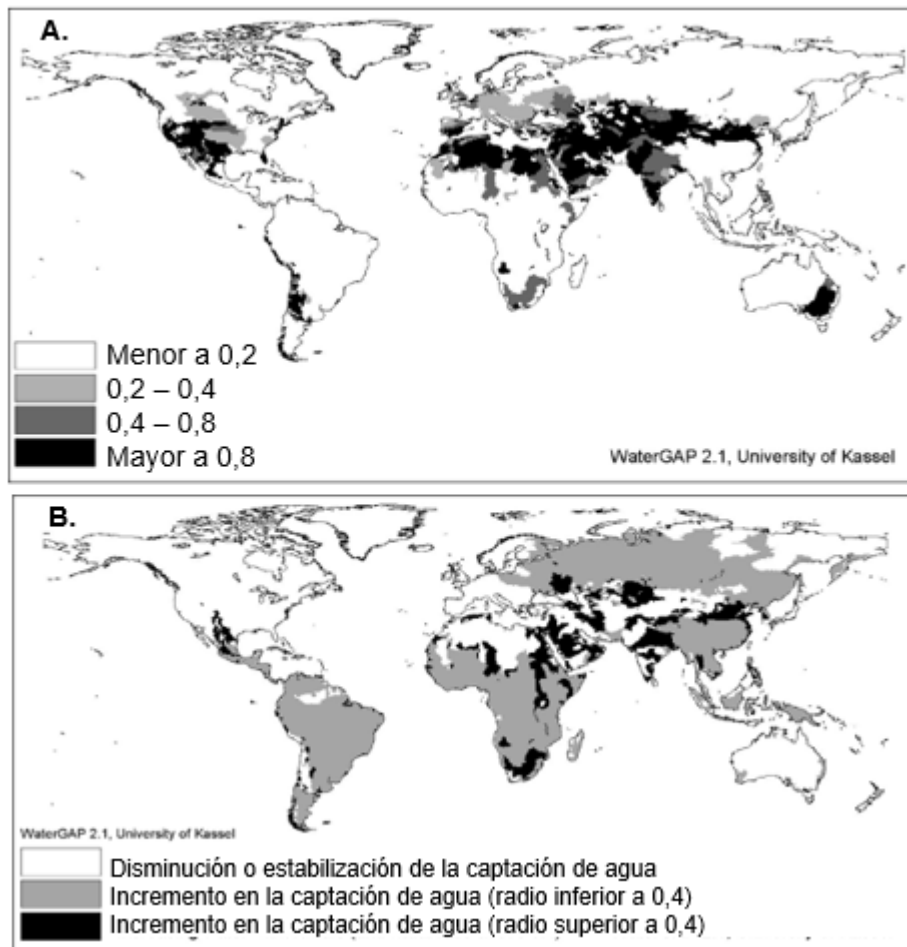 A.
Menor a 0,2
0,2 – 0,4
0,4 – 0,8
Mayor a 0,8
WaterGAP 2.1, University of Kassel
B.
WaterGAP 2.1, University of Kassel
Disminución o estabilización de la captación de agua
Incremento en la captación de agua (radio inferior a 0,4)
Incremento en la captación de agua (radio superior a 0,4)